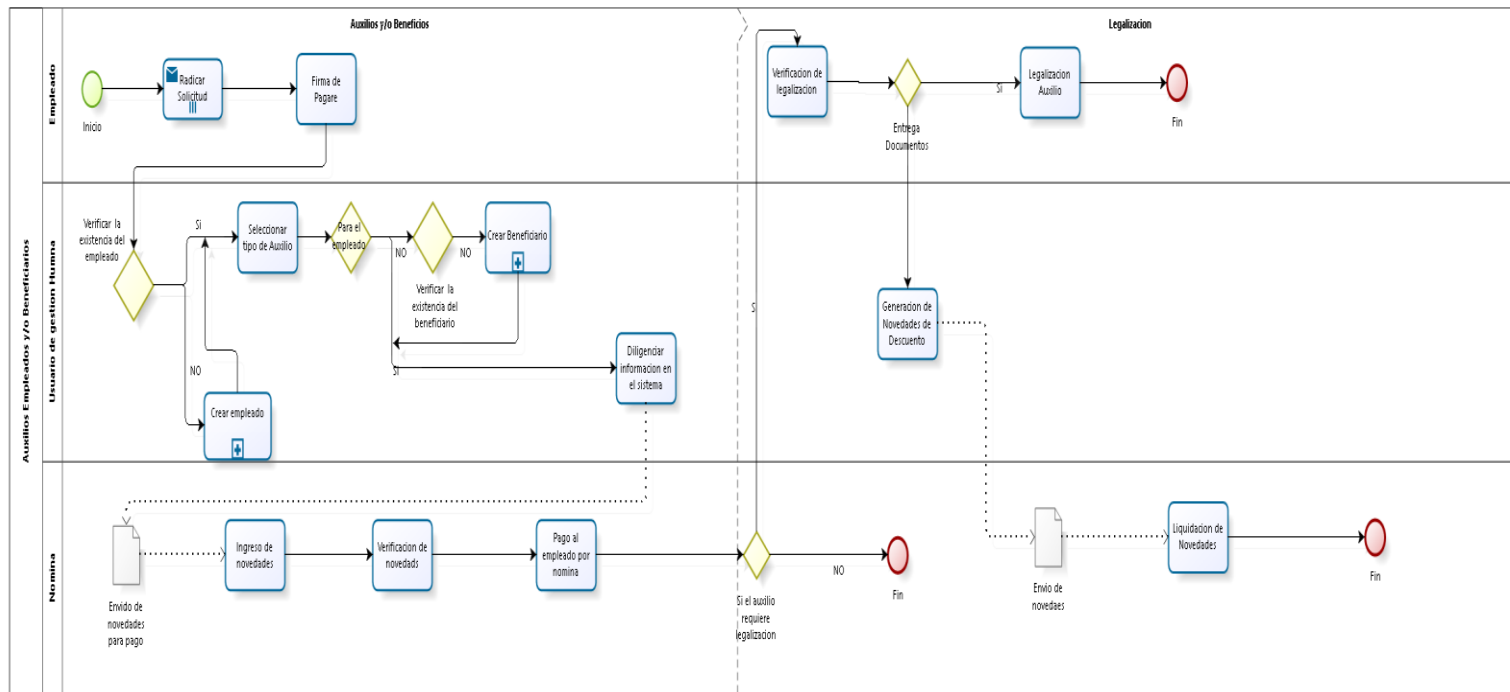 Auxilios y/o Beneficios
Legalizacion
Auxilios Empleados y/o Beneficiarios
Empleado
Inicio
Radicar
Solicitud
Firma de
Pagare
Verificacion de
legalizacion
Entrega
Documentos
Si
Legalizacion
Auxilio
Fin
Usuario de gestion Humna
Verificar la
existencia del
empleado
Si
NO
Crear empleado
Seleccionar
tipo de Auxilio
Para el
empleado
NO
Verificar la
existencia del
beneficiario
NO
Crear Beneficiario
Si
Diligenciar
informacion en
el sistema
S
Generacion de
Novedades de
Descuento
Nomina
Envido de
novedades
para pago
Ingreso de
novedades
Verificacion de
novedads
Pago al
empleado por
nomina
Si el auxilio
requiere
legalizacion
NO
Fin
Envio de
novedaes
Liquidacion de
Novedades
Fin